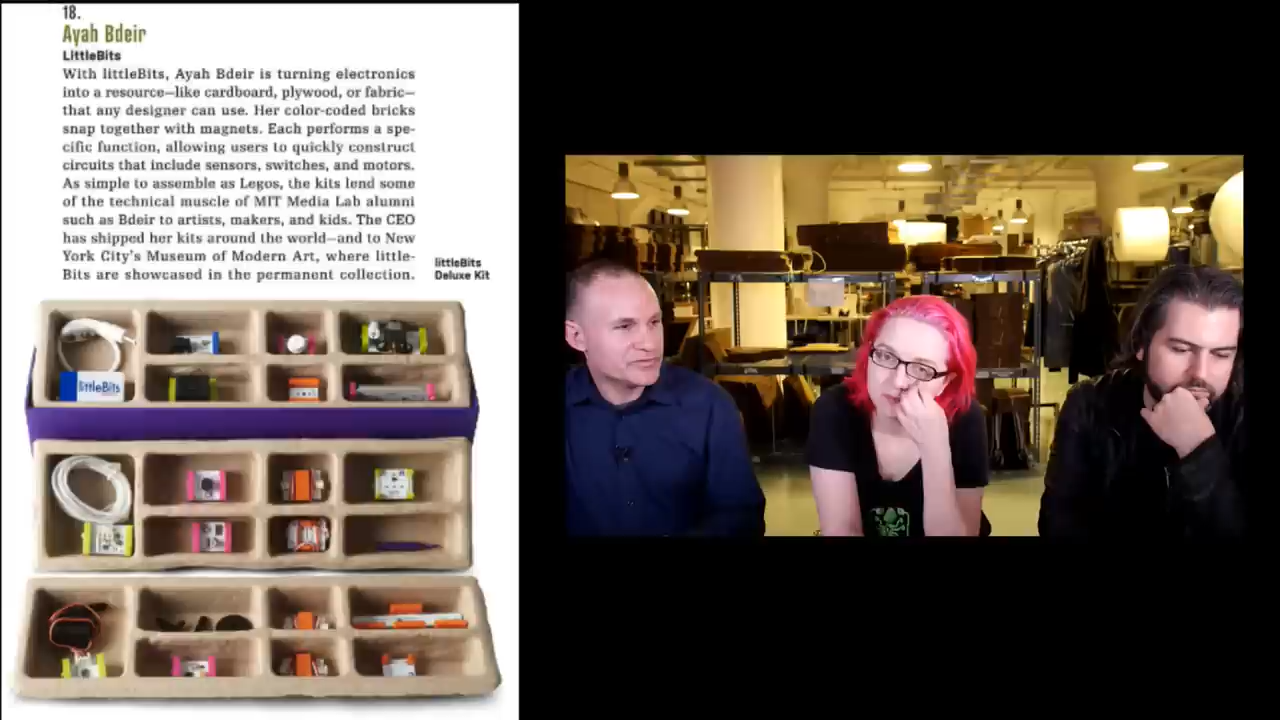 18.
Ayah Bdeir
LittleBits
With littleBits, Ayah Bdeir is turning electronics
into a resource—like cardboard, plywood, or fabric—
that any designer can use. Her color-coded bricks
snap together with magnets. Each performs a spe-
cific function, allowing users to quickly construct
circuits that include sensors, switches, and motors.
As simple to assemble as Legos, the kits lend some
of the technical muscle of MIT Media Lab alumni
such as Bdeir to artists, makers, and kids. The CEO
has shipped her kits around the world—and to New
York City's Museum of Modern Art, where little-
Bits are showcased in the permanent collection.
littleBits
Deluxe Kit
littleBits